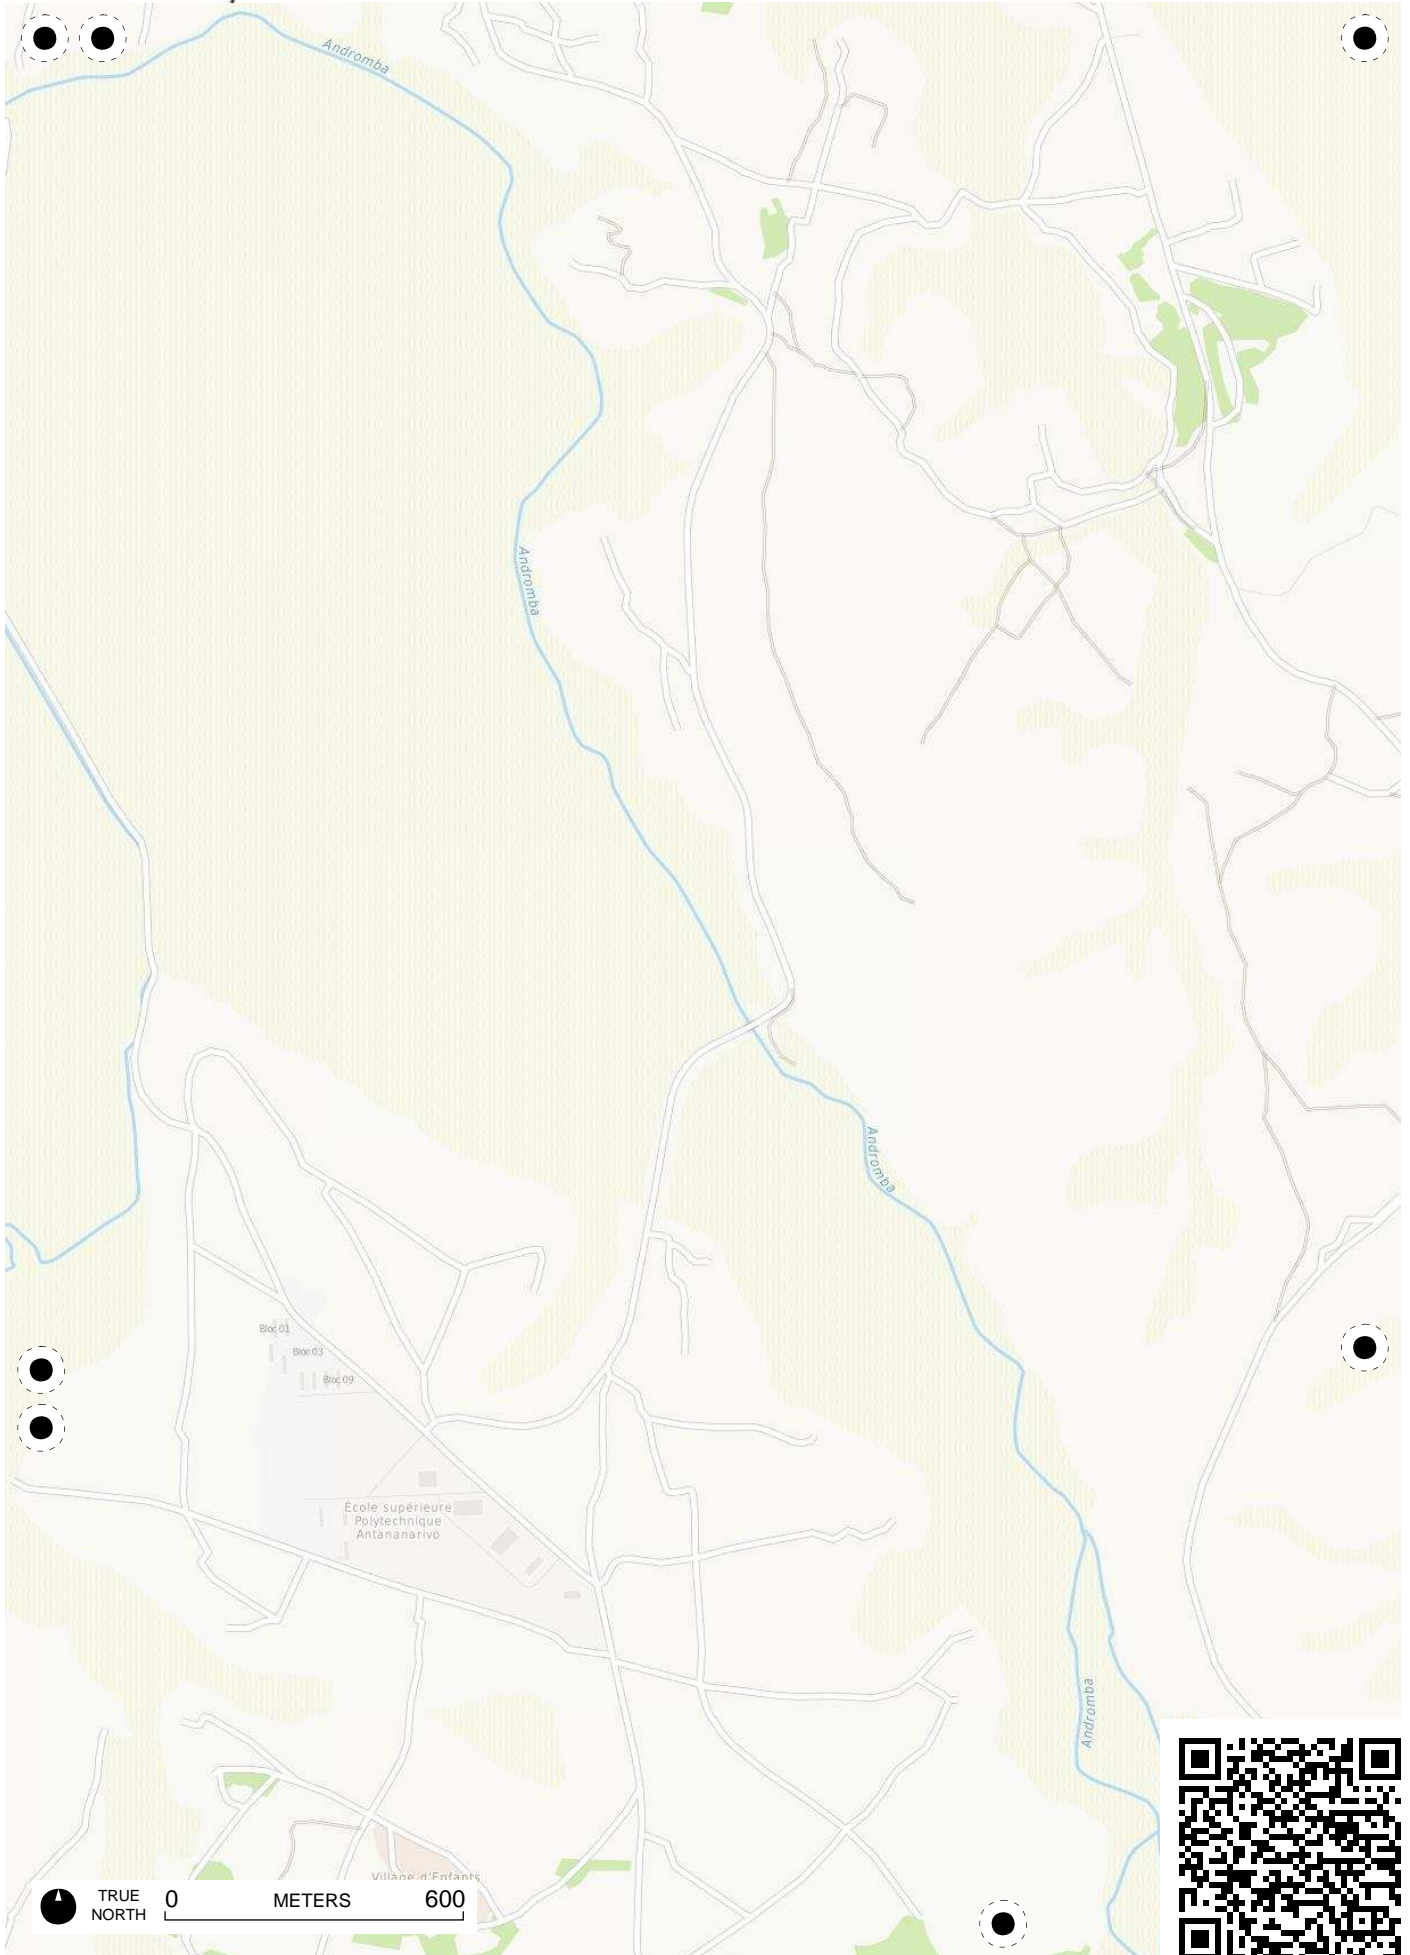 Andromba
Andromba
Andromba
Bloc 01
Bloc 03
Bloc 09
École supérieure
Polytechnique
Antananarivo
Andromba
Village d'Enfants
TRUE
NORTH
0 METERS 600